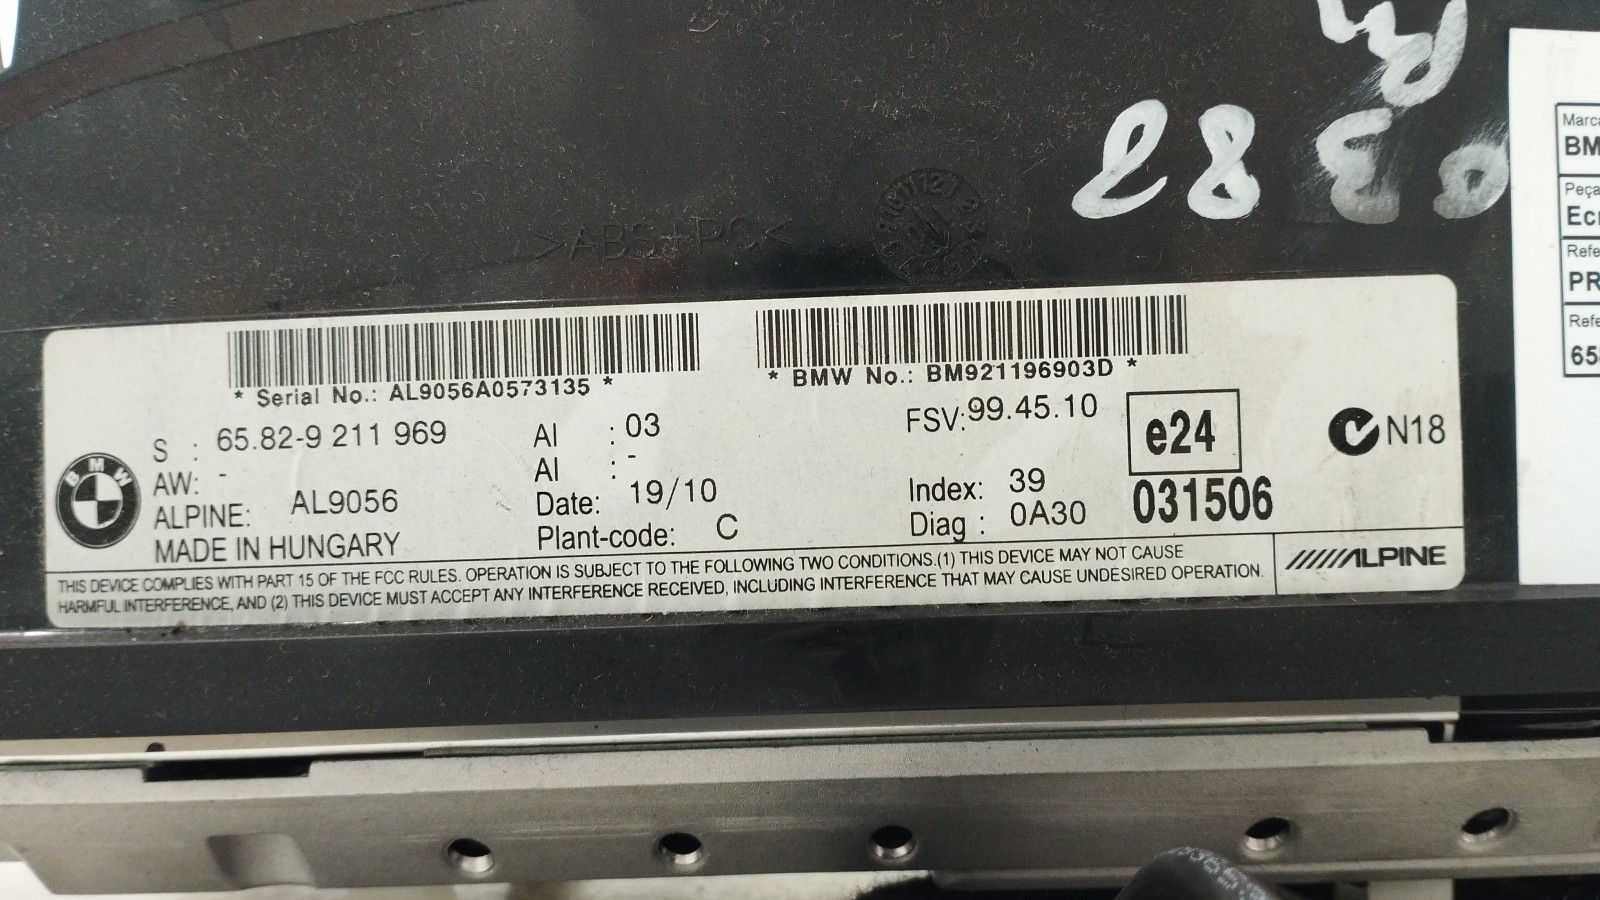 28 E0
>ABS+PC<
Marca
BM
Peça
Ecr
Refe
PR
Refe
65
* Serial No.: AL9056A0573135 *
* BMW No.: BM921196903D *
S : 65.82-9 211 969
AI : 03
FSV: 99.45.10
e24
N18
AW: -
AI : -
ALPINE: AL9056
Date: 19/10
Index: 39
031506
BMW
MADE IN HUNGARY
Plant-code: C
Diag : 0A30
THIS DEVICE COMPLIES WITH PART 15 OF THE FCC RULES. OPERATION IS SUBJECT TO THE FOLLOWING TWO CONDITIONS.(1) THIS DEVICE MAY NOT CAUSE
HARMFUL INTERFERENCE, AND (2) THIS DEVICE MUST ACCEPT ANY INTERFERENCE RECEIVED, INCLUDING INTERFERENCE THAT MAY CAUSE UNDESIRED OPERATION.
ALPINE